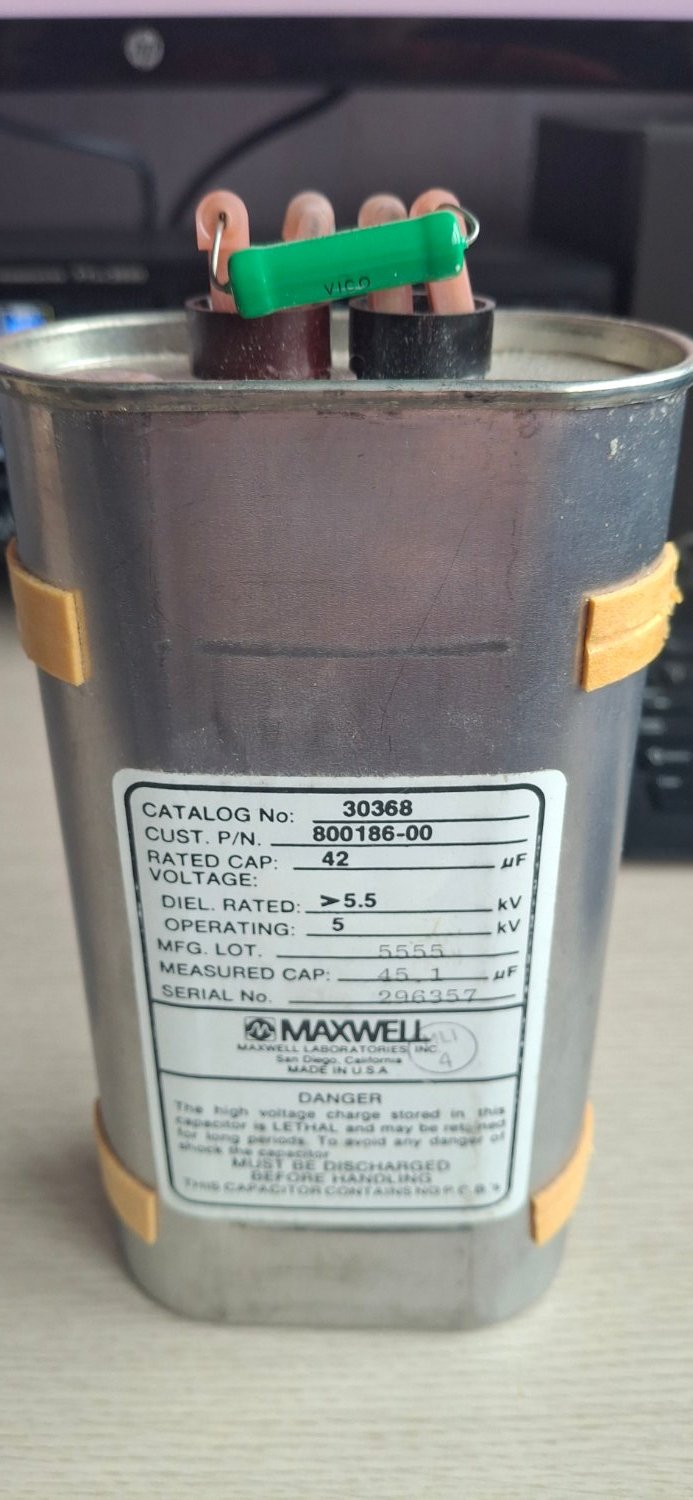 hp
VICO
CATALOG No: 30368
CUST. P/N. 800186-00
RATED CAP: 42 µF
VOLTAGE:
DIEL. RATED: >5.5 kV
OPERATING: 5 kV
MFG. LOT. 5555
MEASURED CAP: 45.1 µF
SERIAL No. 296357
MAXWELL
MAXWELL LABORATORIES INC.
San Diego, California
MADE IN U.S.A
MLI
4
DANGER
The high voltage charge stored in this
capacitor is LETHAL and may be retained
for long periods. To avoid any danger of
shock the capacitor
MUST BE DISCHARGED
BEFORE HANDLING
THIS CAPACITOR CONTAINS NO P.C.B.'s